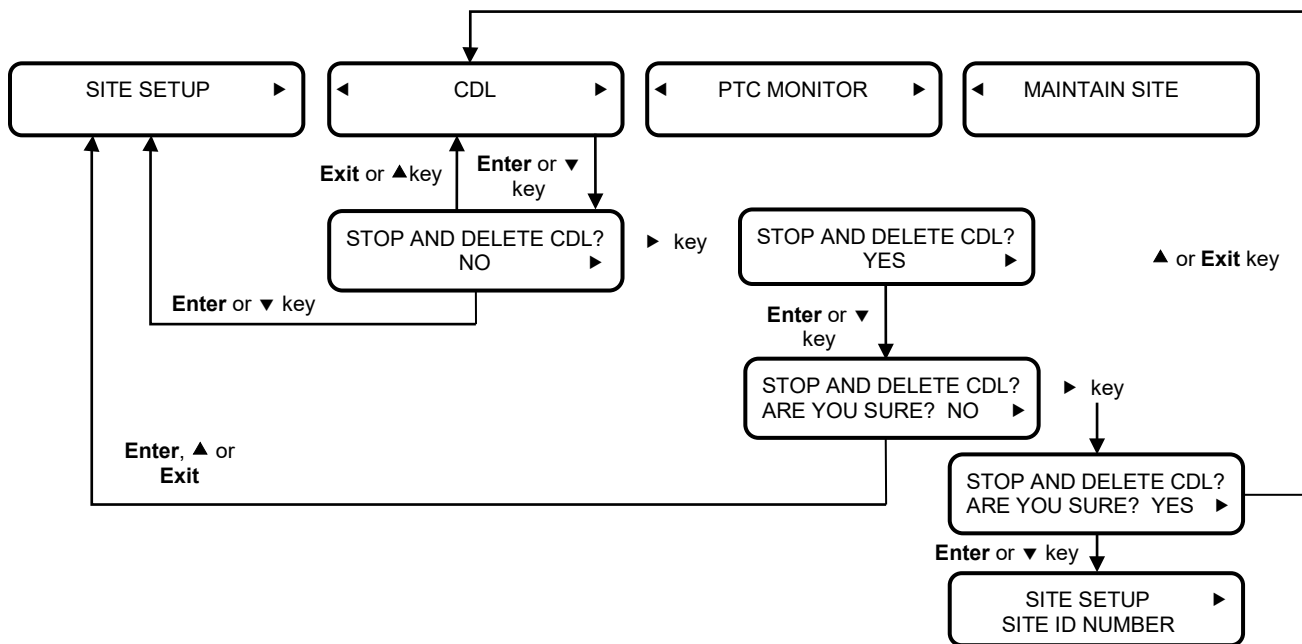 SITE SETUP ►
◄ CDL ►
◄ PTC MONITOR ►
◄ MAINTAIN SITE
Exit or ▲key
Enter or ▼
key
STOP AND DELETE CDL?
NO ►
► key
STOP AND DELETE CDL?
YES ►
▲ or Exit key
Enter or ▼ key
Enter or ▼
key
STOP AND DELETE CDL?
ARE YOU SURE? NO ►
► key
Enter, ▲ or
Exit
STOP AND DELETE CDL?
ARE YOU SURE? YES ►
Enter or ▼ key
SITE SETUP ►
SITE ID NUMBER